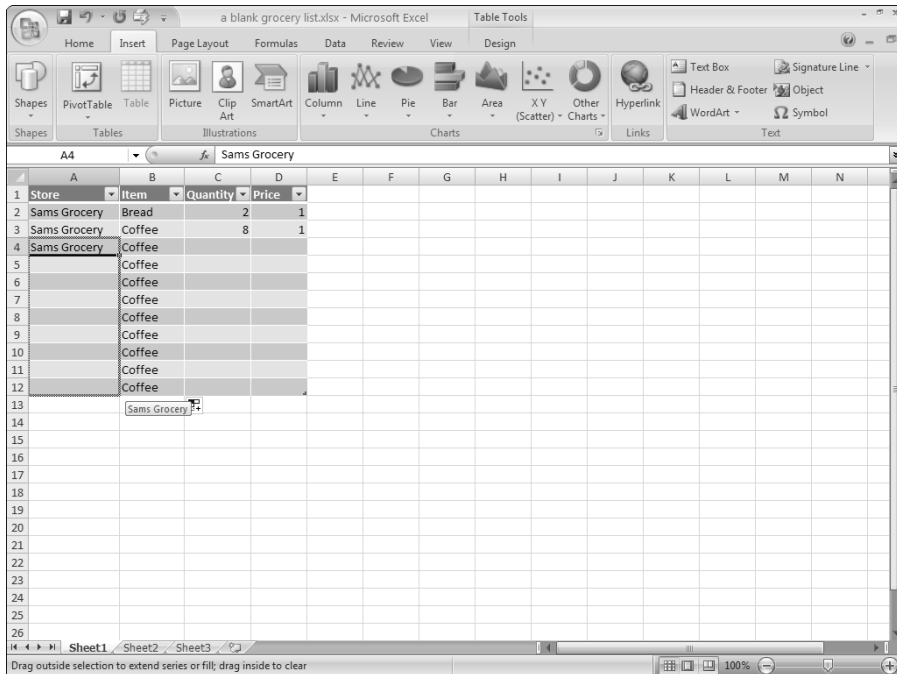 a blank grocery list.xlsx - Microsoft Excel
Table Tools
Home Insert Page Layout Formulas Data Review View Design
Shapes PivotTable Table Picture Clip Art SmartArt Column Line Pie Bar Area X Y (Scatter) Other Charts Hyperlink Text Box Header & Footer WordArt Signature Line Object Symbol
Shapes Tables Illustrations Charts Links Text
A4 fx Sams Grocery
A B C D E F G H I J K L M N
1 Store Item Quantity Price
2 Sams Grocery Bread 2 1
3 Sams Grocery Coffee 8 1
4 Sams Grocery Coffee
5 Coffee
6 Coffee
7 Coffee
8 Coffee
9 Coffee
10 Coffee
11 Coffee
12 Coffee
13 Sams Grocery
14
15
16
17
18
19
20
21
22
23
24
25
26
Sheet1 Sheet2 Sheet3
Drag outside selection to extend series or fill; drag inside to clear 100%